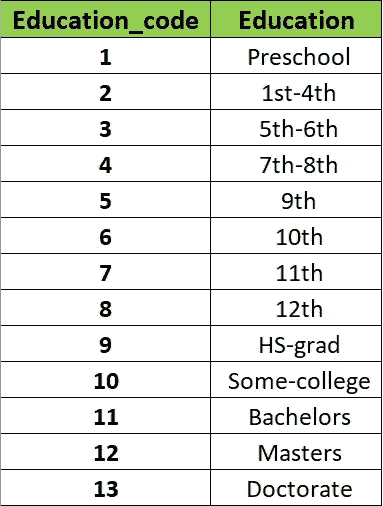 Education_code Education
1 Preschool
2 1st-4th
3 5th-6th
4 7th-8th
5 9th
6 10th
7 11th
8 12th
9 HS-grad
10 Some-college
11 Bachelors
12 Masters
13 Doctorate